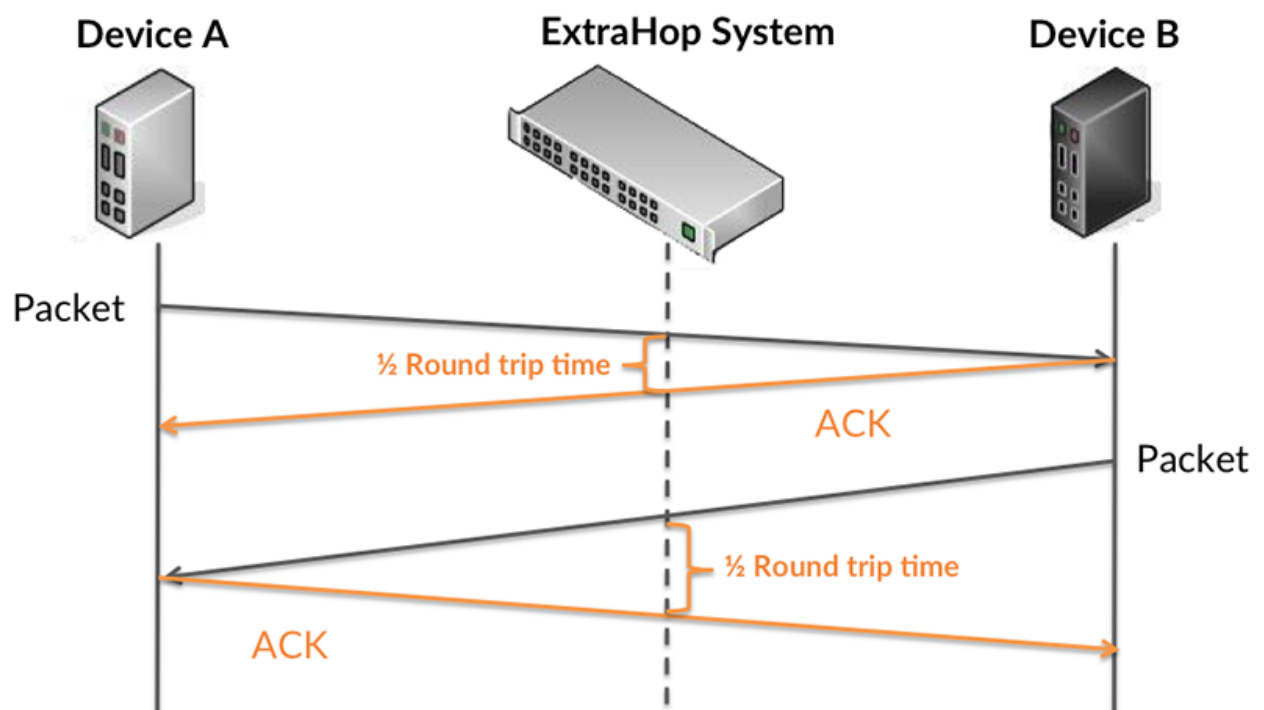 Device A
ExtraHop System
Device B
Packet
½ Round trip time
ACK
Packet
½ Round trip time
ACK